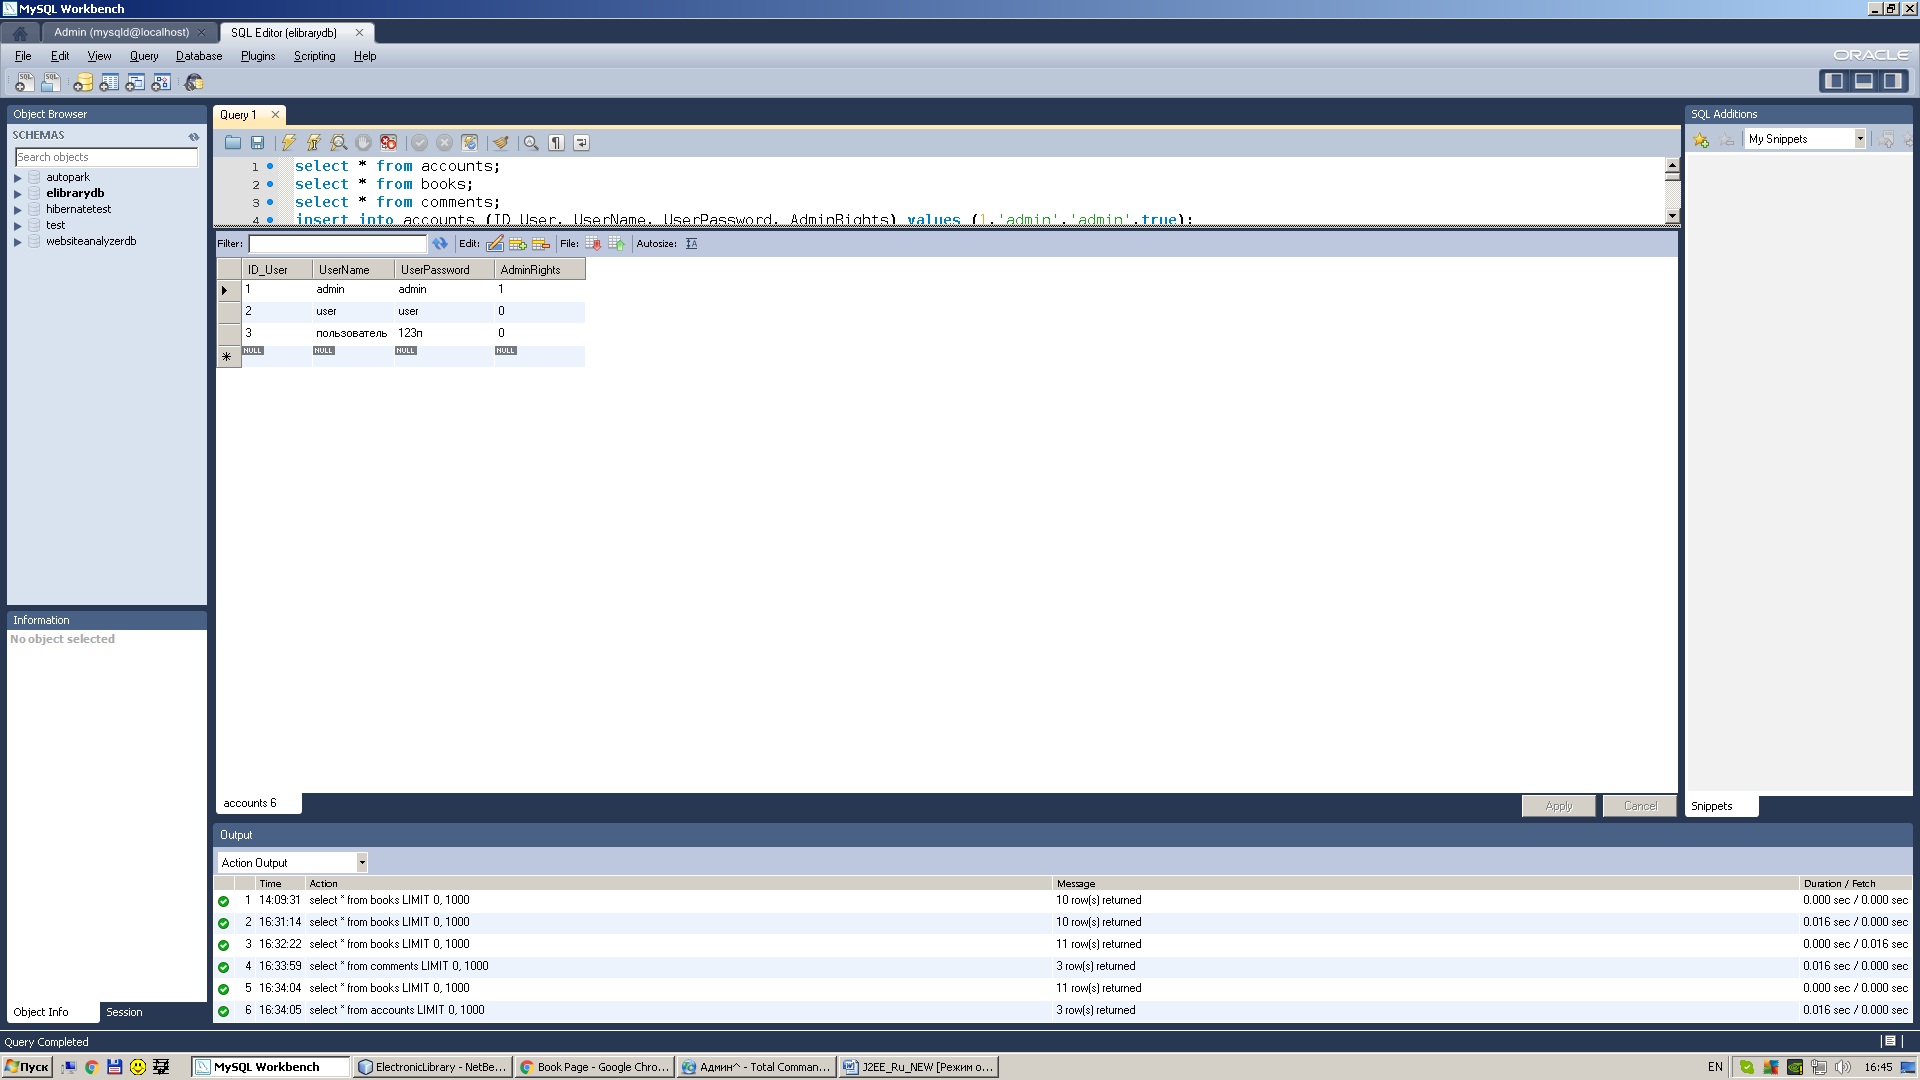 MySQL Workbench
Admin (mysqld@localhost)
SQL Editor (elibrarydb)
File Edit View Query Database Plugins Scripting Help
ORACLE
Object Browser
SCHEMAS
Search objects
autopark
elibrarydb
hibernatetest
test
websiteanalyzerdb
Information
No object selected
Object Info Session
Query 1
1 select * from accounts;
2 select * from books;
3 select * from comments;
4 insert into accounts (ID_User, UserName, UserPassword, AdminRights) values (1,'admin','admin',true);
Filter: Edit: File: Autosize:
ID_User UserName UserPassword AdminRights
1 admin admin 1
2 user user 0
3 пользователь 123п 0
NULL NULL NULL NULL
accounts 6
Apply Cancel
SQL Additions
My Snippets
Snippets
Output
Action Output
Time Action Message Duration / Fetch
1 14:09:31 select * from books LIMIT 0, 1000 10 row(s) returned 0.000 sec / 0.000 sec
2 16:31:14 select * from books LIMIT 0, 1000 10 row(s) returned 0.016 sec / 0.000 sec
3 16:32:22 select * from books LIMIT 0, 1000 11 row(s) returned 0.000 sec / 0.016 sec
4 16:33:59 select * from comments LIMIT 0, 1000 3 row(s) returned 0.016 sec / 0.000 sec
5 16:34:04 select * from books LIMIT 0, 1000 11 row(s) returned 0.000 sec / 0.000 sec
6 16:34:05 select * from accounts LIMIT 0, 1000 3 row(s) returned 0.016 sec / 0.000 sec
Query Completed
Пуск
MySQL Workbench
ElectronicLibrary - NetBe...
Book Page - Google Chro...
Админ^ - Total Comman...
J2EE_Ru_NEW [Режим о...
EN
16:45